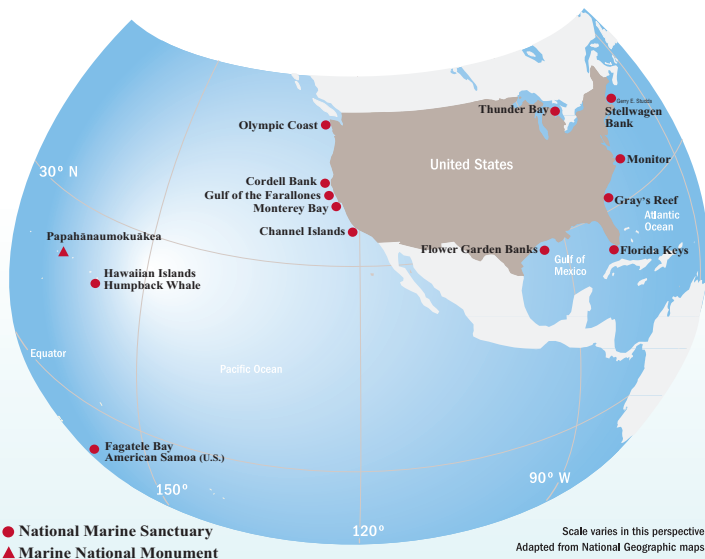 Thunder Bay
Gerry E. Studds
Stellwagen
Bank
Olympic Coast
Monitor
United States
30° N
Cordell Bank
Gulf of the Farallones
Monterey Bay
Gray's Reef
Atlantic
Ocean
Channel Islands
Papahānaumokuākea
Flower Garden Banks
Florida Keys
Gulf of
Mexico
Hawaiian Islands
Humpback Whale
Equator
Pacific Ocean
Fagatele Bay
American Samoa (U.S.)
90° W
150°
120°
National Marine Sanctuary
Marine National Monument
Scale varies in this perspective
Adapted from National Geographic maps